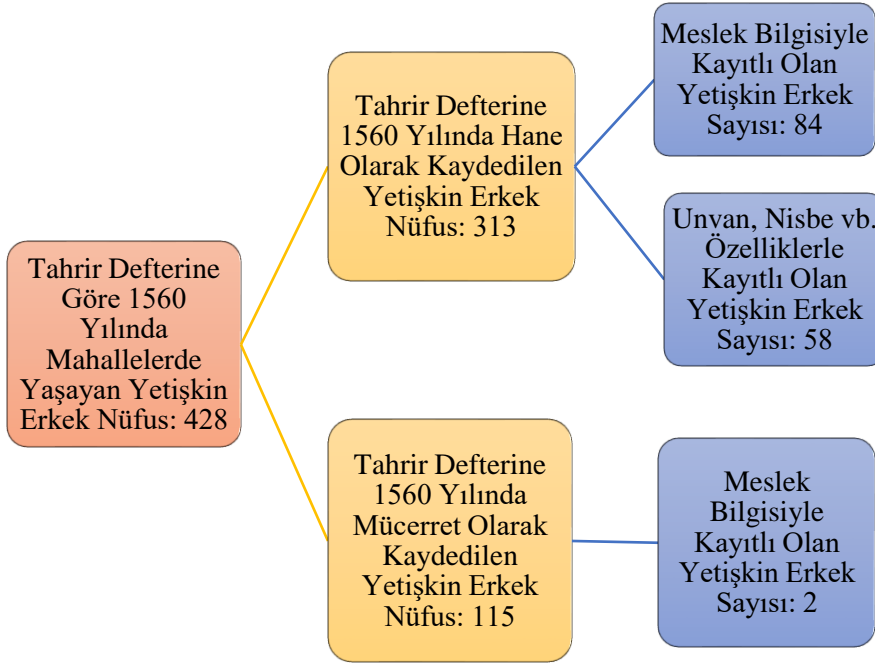 Tahrir Defterine
Göre 1560
Yılında
Mahallelerde
Yaşayan Yetişkin
Erkek Nüfus: 428
Tahrir Defterine
1560 Yılında Hane
Olarak Kaydedilen
Yetişkin Erkek
Nüfus: 313
Meslek Bilgisiyle
Kayıtlı Olan
Yetişkin Erkek
Sayısı: 84
Unvan, Nisbe vb.
Özelliklerle
Kayıtlı Olan
Yetişkin Erkek
Sayısı: 58
Tahrir Defterine
1560 Yılında
Mücerret Olarak
Kaydedilen
Yetişkin Erkek
Nüfus: 115
Meslek
Bilgisiyle
Kayıtlı Olan
Yetişkin Erkek
Sayısı: 2